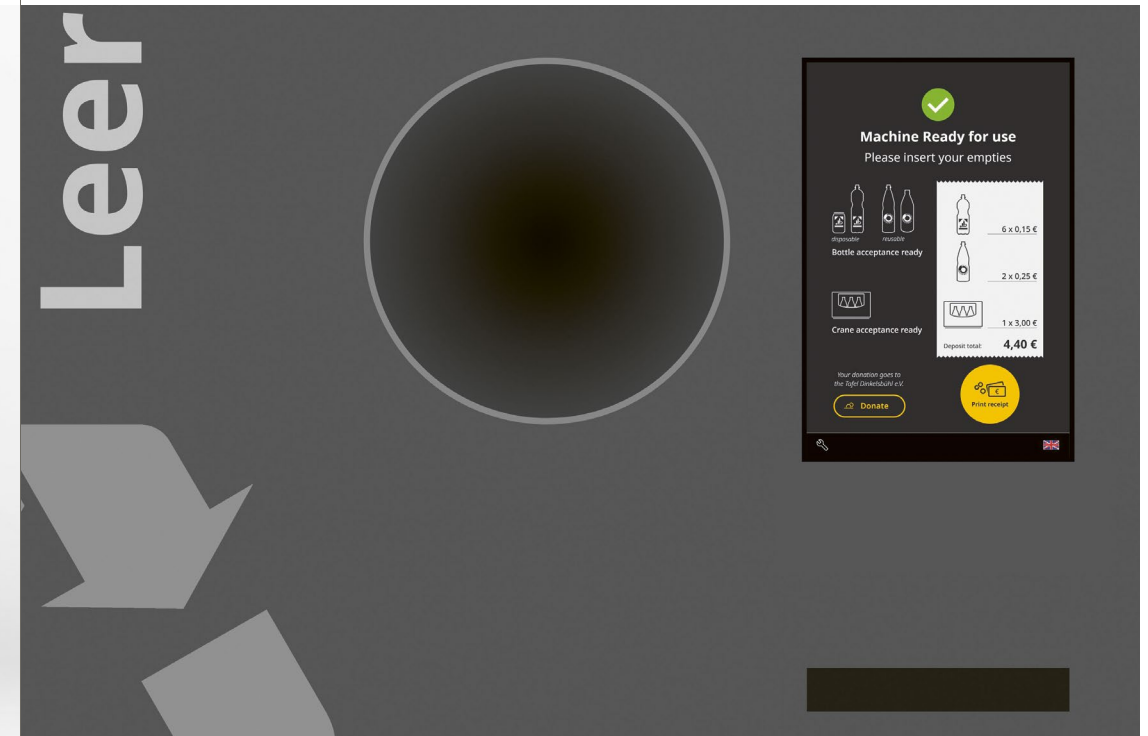 Leer
Machine Ready for use
Please insert your empties
disposable
reusable
Bottle acceptance ready
Crane acceptance ready
6 x 0,15 €
2 x 0,25 €
1 x 3,00 €
Deposit total: 4,40 €
Your donation goes to
the Tafel Dinkelsbühl e.V.
Donate
€
Print receipt